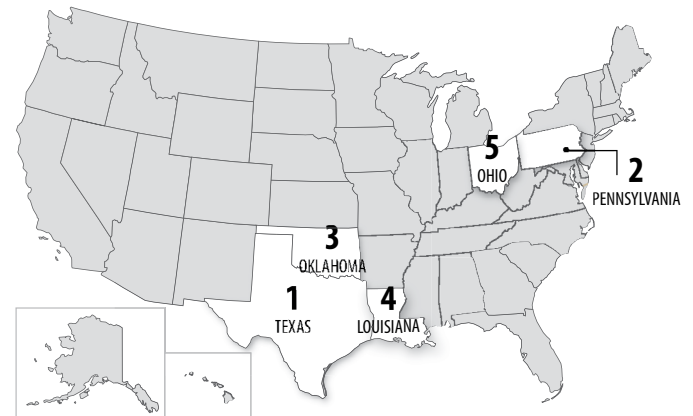 5
OHIO
2
PENNSYLVANIA
3
OKLAHOMA
1
TEXAS
4
LOUISIANA